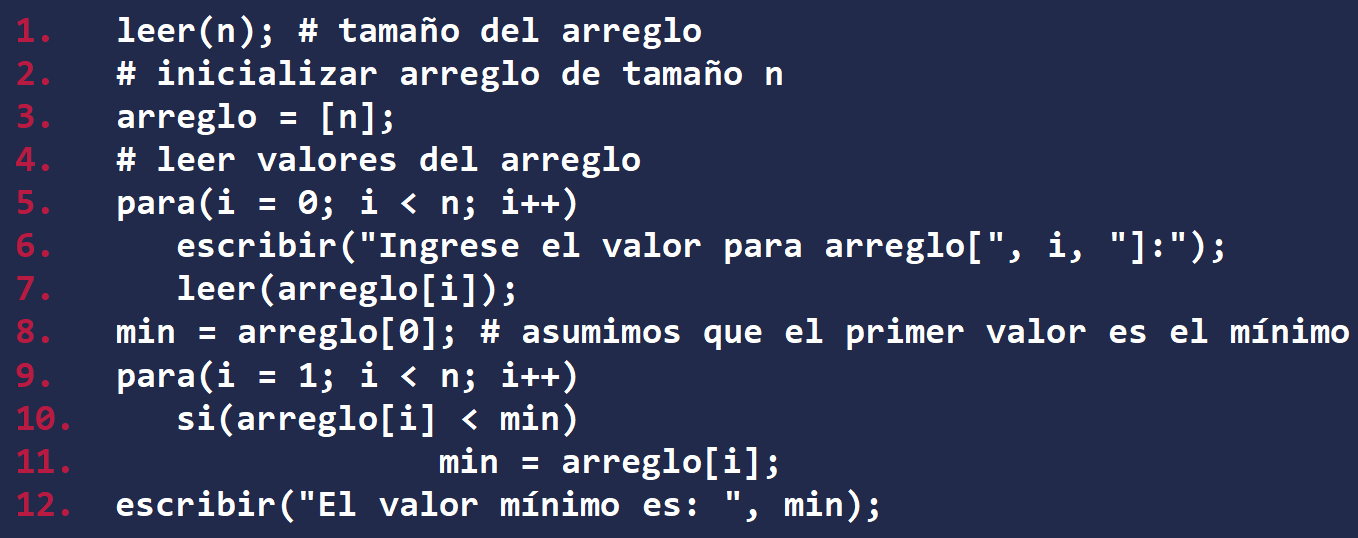 1. leer(n); # tamaño del arreglo
2. # inicializar arreglo de tamaño n
3. arreglo = [n];
4. # leer valores del arreglo
5. para(i = 0; i < n; i++)
6. escribir("Ingrese el valor para arreglo[", i, "]:");
7. leer(arreglo[i]);
8. min = arreglo[0]; # asumimos que el primer valor es el mínimo
9. para(i = 1; i < n; i++)
10. si(arreglo[i] < min)
11. min = arreglo[i];
12. escribir("El valor mínimo es: ", min);